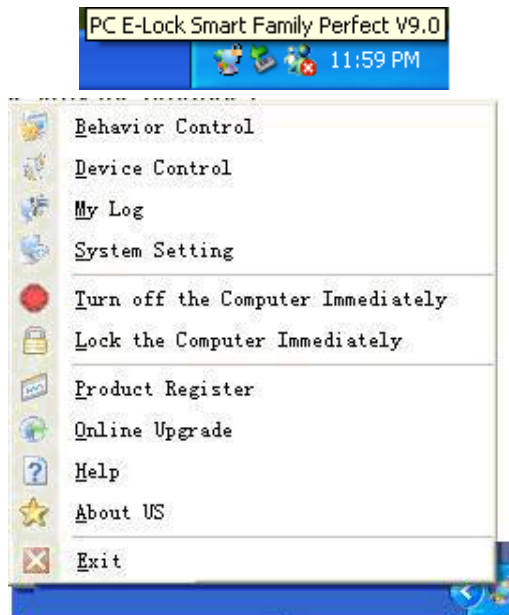 PC E-Lock Smart Family Perfect V9.0
11:59 PM
Behavior Control
Device Control
My Log
System Setting
Turn off the Computer Immediately
Lock the Computer Immediately
Product Register
Online Upgrade
Help
About US
Exit